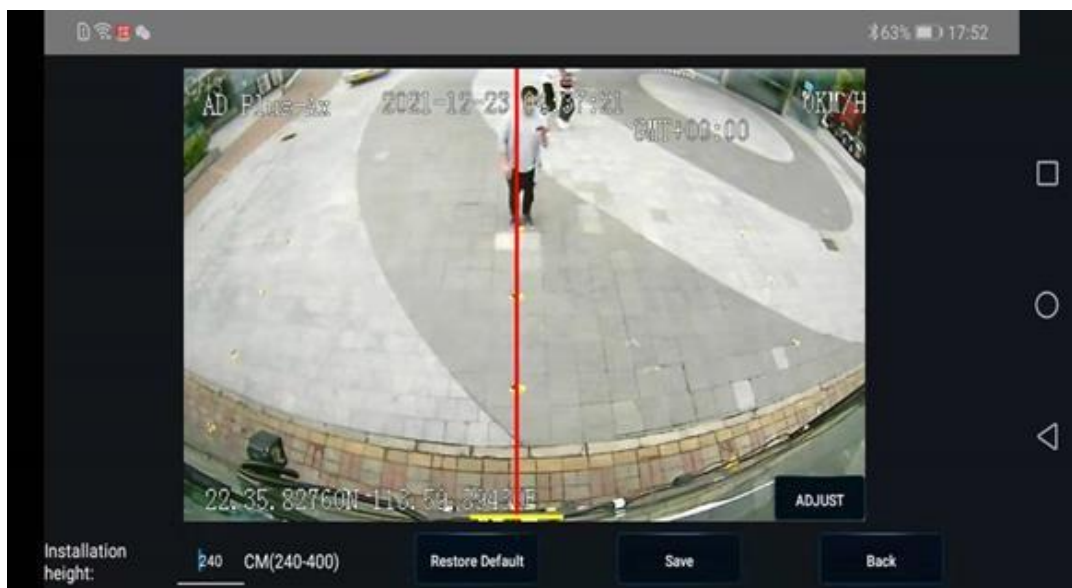 63% 17:52
AD Plus-Az 2021-12-23 0KM/H
GMT+00:00
ADJUST
Installation height: 240 CM(240-400) Restore Default Save Back